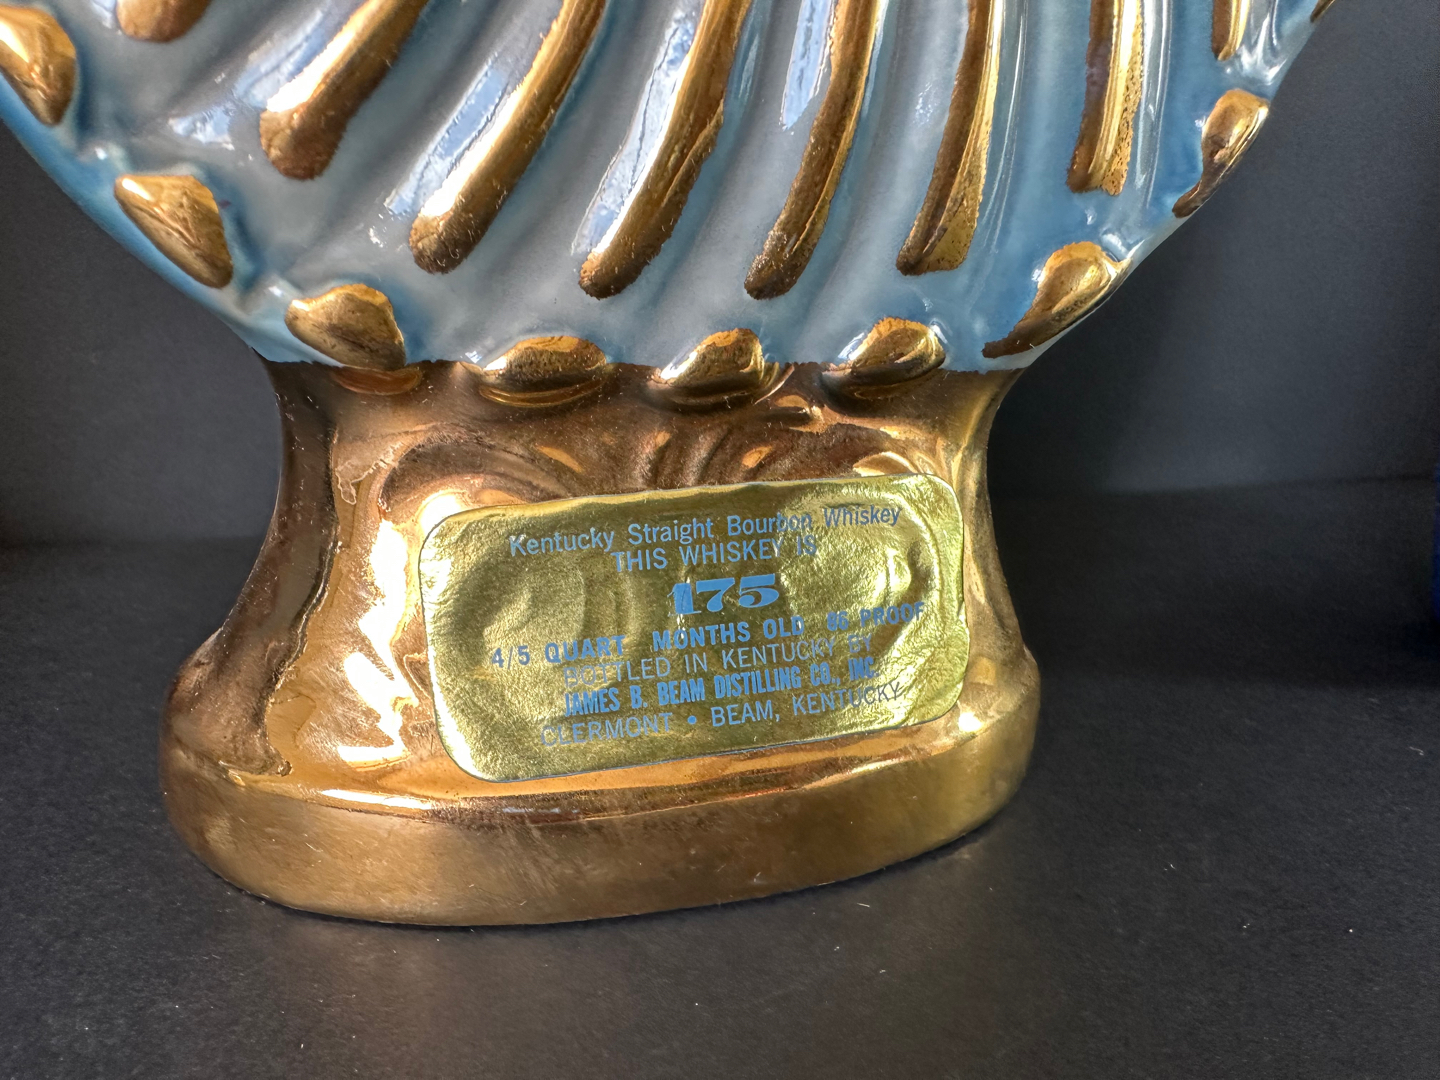 Kentucky Straight Bourbon Whiskey
THIS WHISKEY IS
175
4/5 QUART MONTHS OLD 86 PROOF
BOTTLED IN KENTUCKY BY
JAMES B. BEAM DISTILLING CO., INC.
CLERMONT • BEAM, KENTUCKY